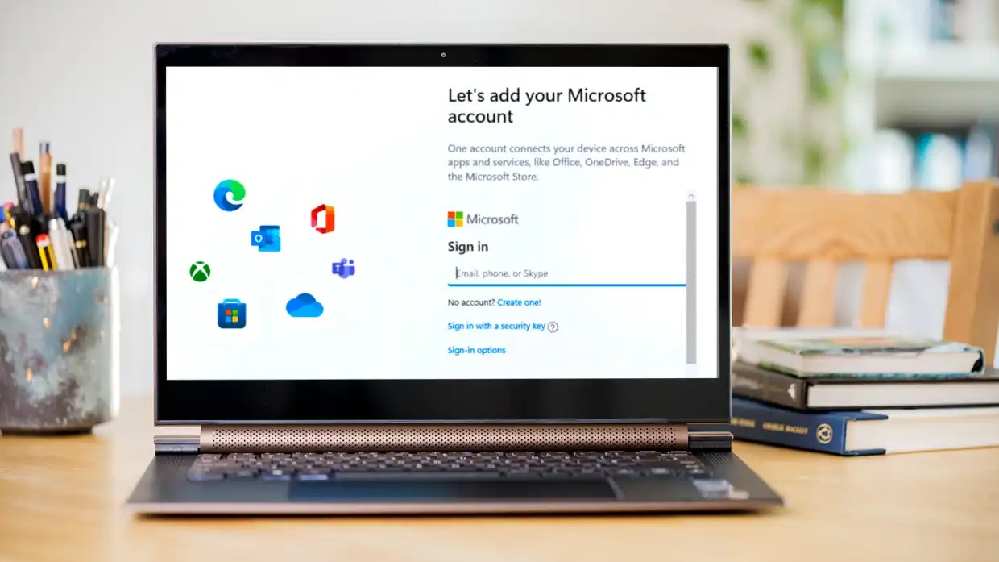 Let's add your Microsoft
account
One account connects your device across Microsoft
apps and services, like Office, OneDrive, Edge, and
the Microsoft Store.
Microsoft
Sign in
Email, phone, or Skype
No account? Create one!
Sign in with a security key ?
Sign-in options